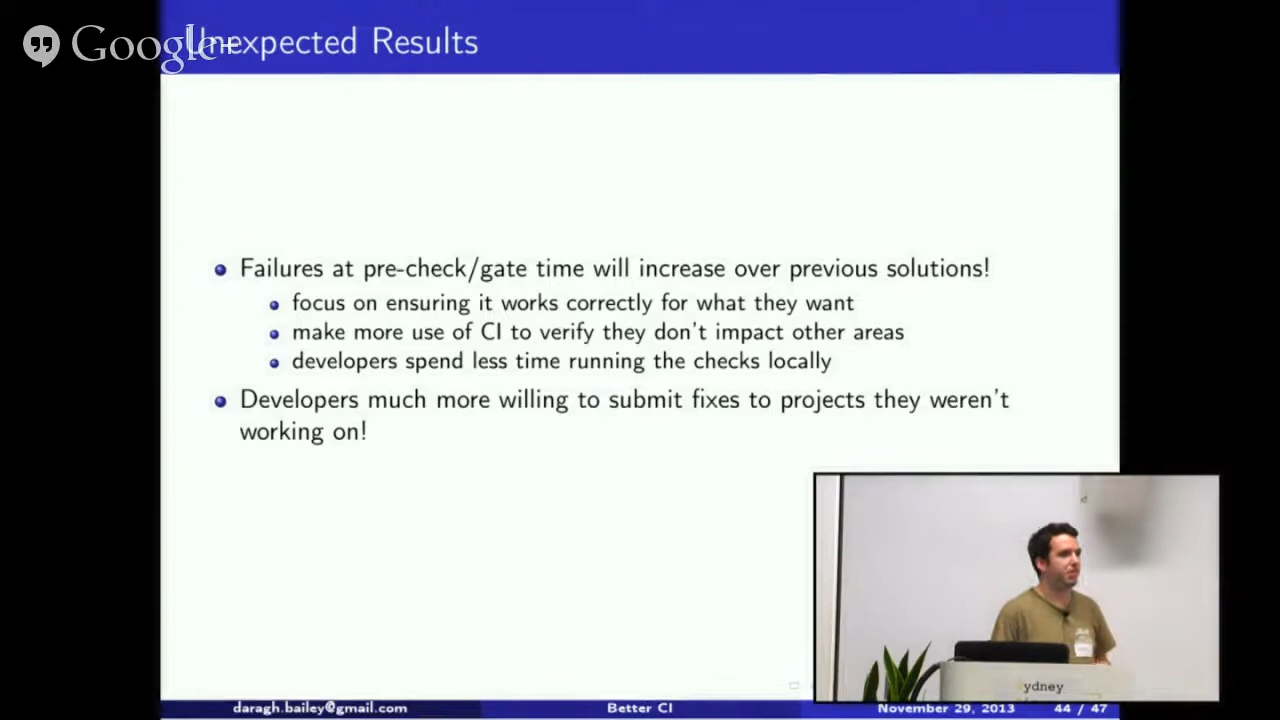 Google+
Unexpected Results
Failures at pre-check/gate time will increase over previous solutions!
focus on ensuring it works correctly for what they want
make more use of CI to verify they don't impact other areas
developers spend less time running the checks locally
Developers much more willing to submit fixes to projects they weren't
working on!
ydney
daragh.bailey@gmail.com Better CI November 29, 2013 44 / 47